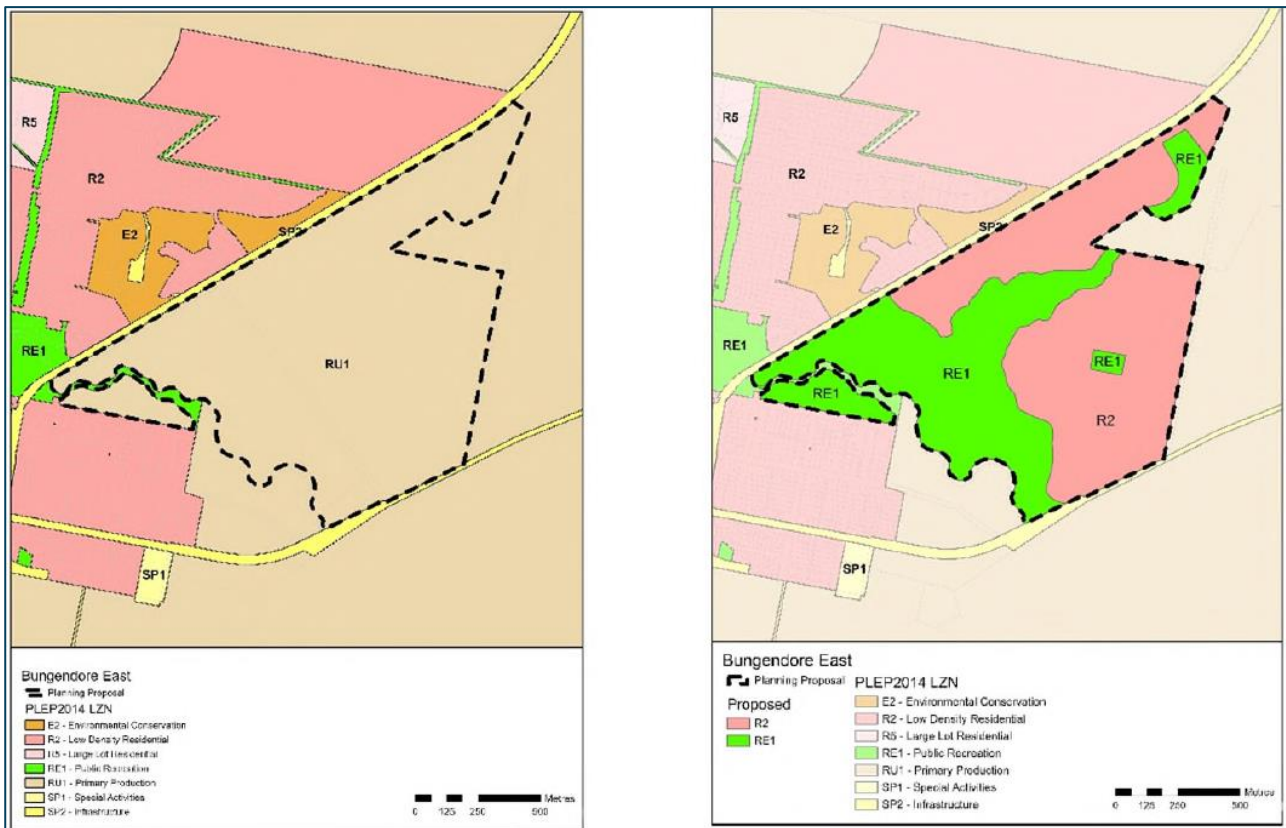 R5
R2
E2
SP2
RE1
RU1
SP1
Bungendore East
Planning Proposal
PLEP2014 LZN
E2 - Environmental Conservation
R2 - Low Density Residential
R5 - Large Lot Residential
RE1 - Public Recreation
RU1 - Primary Production
SP1 - Special Activities
SP2 - Infrastructure
Metres
0 125 250 500
R5
RE1
R2
E2
SP2
RE1
RE1
RE1
RE1
R2
SP1
Bungendore East
Planning Proposal
PLEP2014 LZN
Proposed
R2
RE1
E2 - Environmental Conservation
R2 - Low Density Residential
R5 - Large Lot Residential
RE1 - Public Recreation
RU1 - Primary Production
SP1 - Special Activities
SP2 - Infrastructure
Metres
0 125 250 500